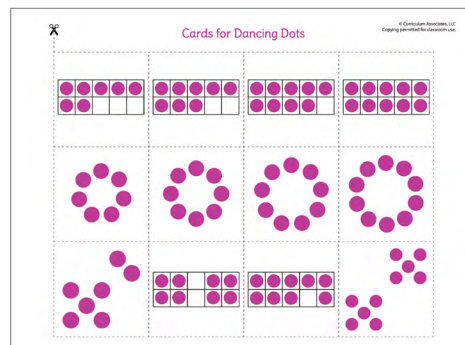 © Curriculum Associates, LLC
Copying permitted for classroom use.
Cards for Dancing Dots